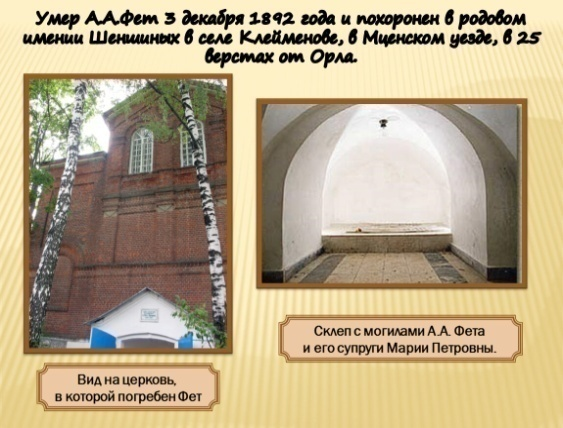 Умер А.А.Фет 3 декабря 1892 года и похоронен в родовом
имении Шеншиных в селе Клейменове, в Мценском уезде, в 25
верстах от Орла.
Склеп с могилами А.А. Фета
и его супруги Марии Петровны.
Вид на церковь,
в которой погребен Фет